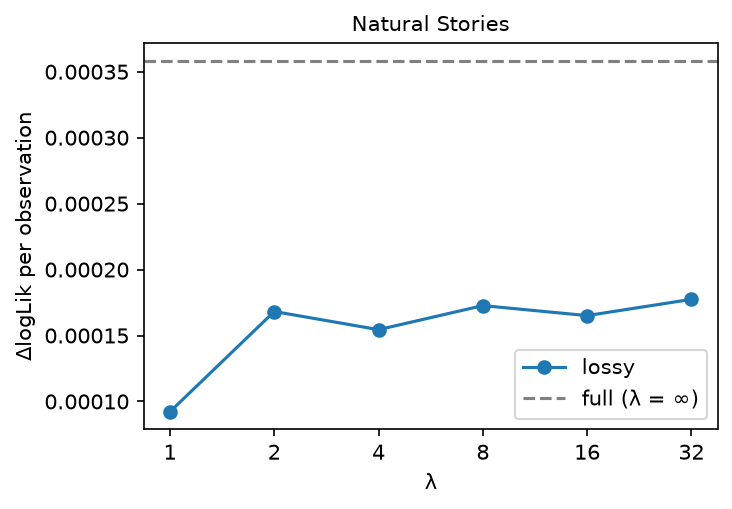 Natural Stories
ΔlogLik per observation
0.00035
0.00030
0.00025
0.00020
0.00015
0.00010
lossy
full (λ = ∞)
1 2 4 8 16 32
λ